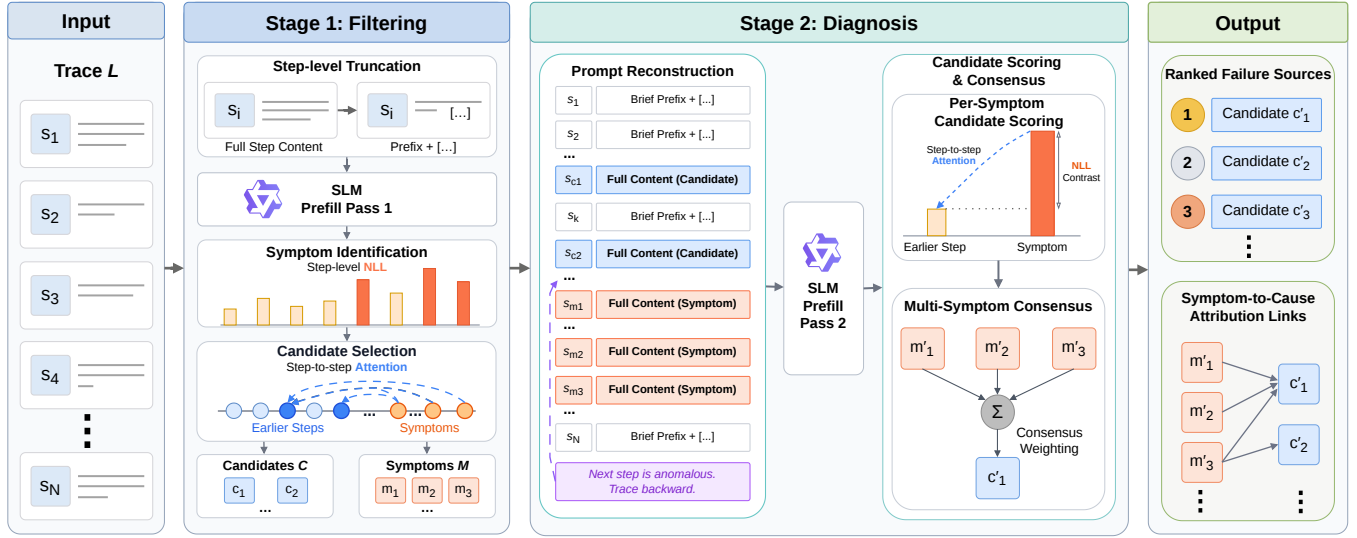 Input
Trace L
s1
s2
s3
s4
⋮
sN
Stage 1: Filtering
Step-level Truncation
si
si
[...]
Full Step Content
Prefix + [...]
SLM
Prefill Pass 1
Symptom Identification
Step-level NLL
Candidate Selection
Step-to-step Attention
...
...
Earlier Steps
Symptoms
Candidates C
c1
c2
...
Symptoms M
m1
m2
m3
...
Stage 2: Diagnosis
Prompt Reconstruction
s1 Brief Prefix + [...]
s2 Brief Prefix + [...]
...
sc1 Full Content (Candidate)
sk Brief Prefix + [...]
sc2 Full Content (Candidate)
...
sm1 Full Content (Symptom)
...
sm2 Full Content (Symptom)
sm3 Full Content (Symptom)
...
sN Brief Prefix + [...]
Next step is anomalous.
Trace backward.
SLM
Prefill
Pass 2
Candidate Scoring
& Consensus
Per-Symptom
Candidate Scoring
Step-to-step
Attention
NLL
Contrast
Earlier Step
Symptom
Multi-Symptom Consensus
m′1
m′2
m′3
Σ
Consensus
Weighting
c′1
Output
Ranked Failure Sources
1 Candidate c′1
2 Candidate c′2
3 Candidate c′3
⋮
Symptom-to-Cause
Attribution Links
m′1
c′1
m′2
m′3
c′2
⋮
⋮